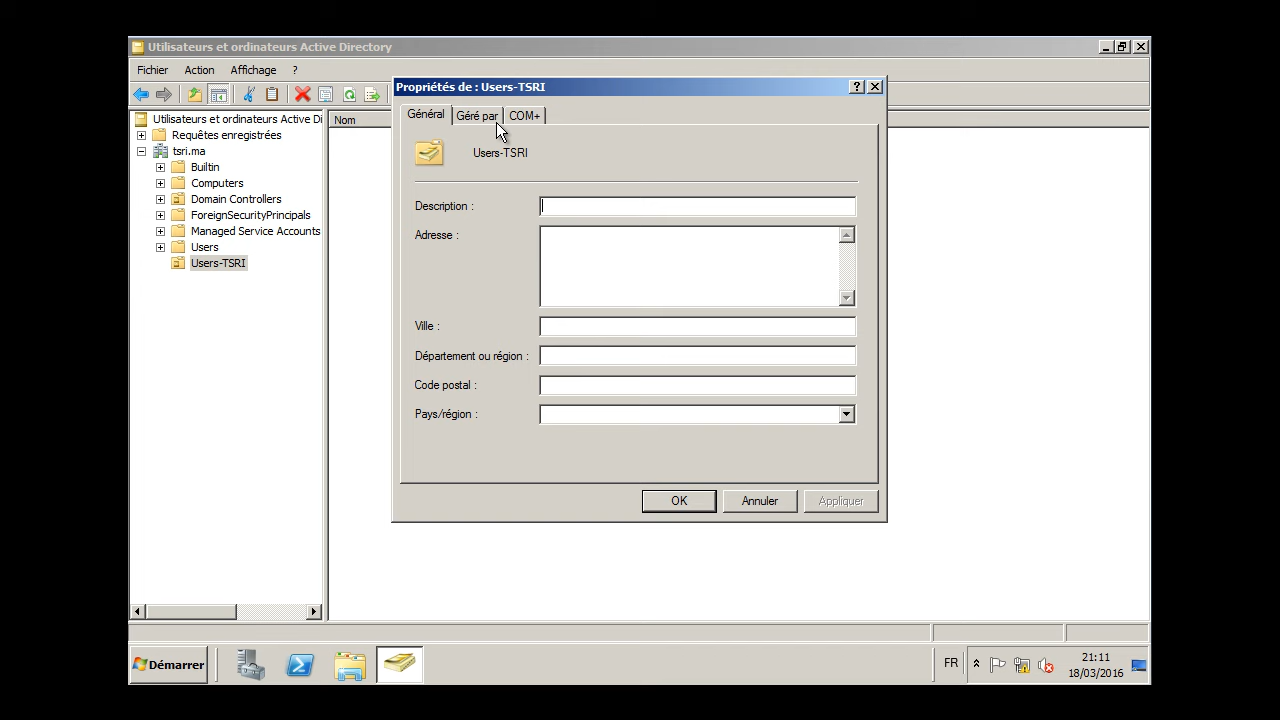 Utilisateurs et ordinateurs Active Directory
Fichier Action Affichage ?
Utilisateurs et ordinateurs Active Di
Requêtes enregistrées
tsri.ma
Builtin
Computers
Domain Controllers
ForeignSecurityPrincipals
Managed Service Accounts
Users
Users-TSRI
Nom
Propriétés de : Users-TSRI
Général Géré par COM+
Users-TSRI
Description :
Adresse :
Ville :
Département ou région :
Code postal :
Pays/région :
OK Annuler Appliquer
Démarrer
FR
21:11
18/03/2016